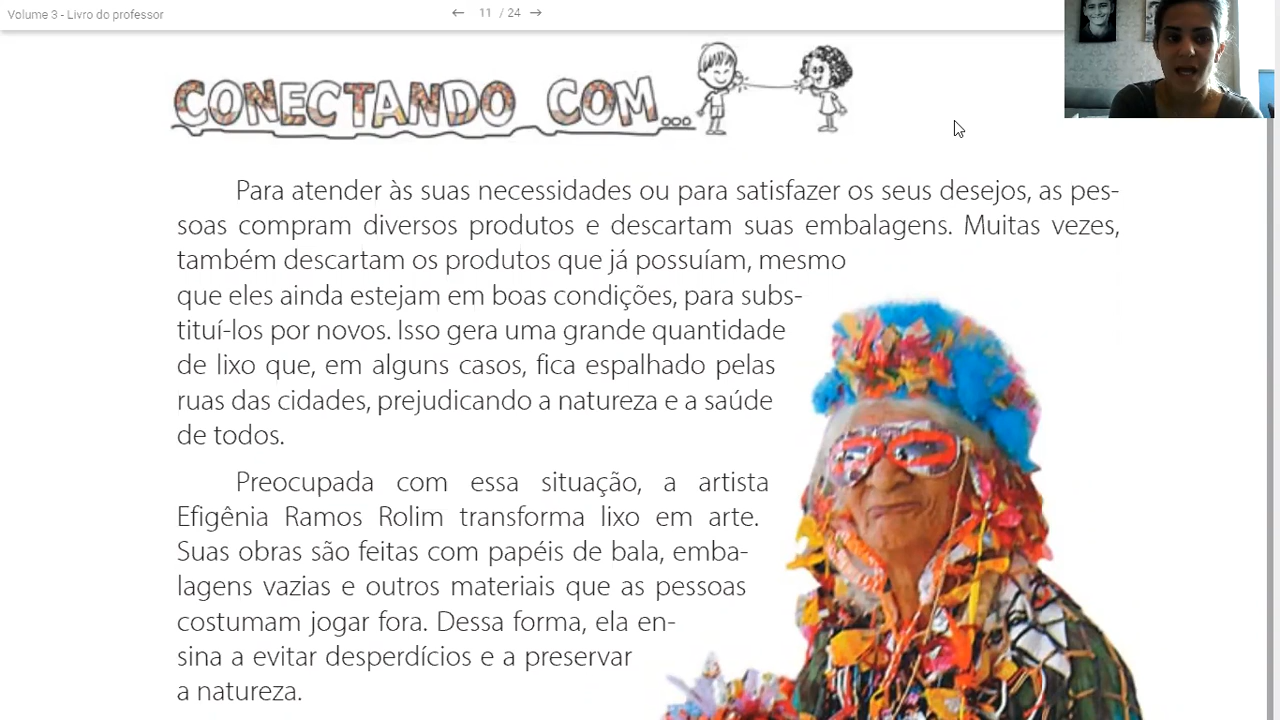 Volume 3 - Livro do professor
← 11 / 24 →
CONECTANDO COM...
Para atender às suas necessidades ou para satisfazer os seus desejos, as pes-
soas compram diversos produtos e descartam suas embalagens. Muitas vezes,
também descartam os produtos que já possuíam, mesmo
que eles ainda estejam em boas condições, para subs-
tituí-los por novos. Isso gera uma grande quantidade
de lixo que, em alguns casos, fica espalhado pelas
ruas das cidades, prejudicando a natureza e a saúde
de todos.
Preocupada com essa situação, a artista
Efigênia Ramos Rolim transforma lixo em arte.
Suas obras são feitas com papéis de bala, emba-
lagens vazias e outros materiais que as pessoas
costumam jogar fora. Dessa forma, ela en-
sina a evitar desperdícios e a preservar
a natureza.